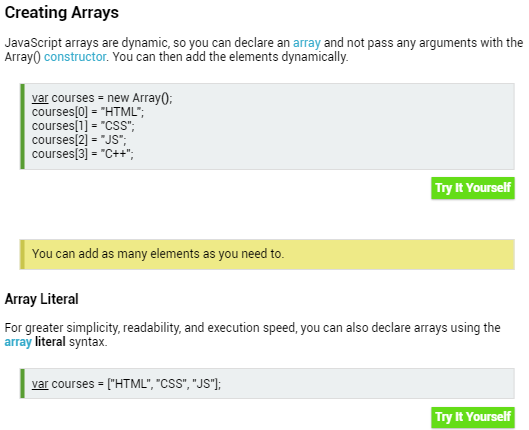 Creating Arrays
JavaScript arrays are dynamic, so you can declare an array and not pass any arguments with the
Array() constructor. You can then add the elements dynamically.
var courses = new Array();
courses[0] = "HTML";
courses[1] = "CSS";
courses[2] = "JS";
courses[3] = "C++";
Try It Yourself
You can add as many elements as you need to.
Array Literal
For greater simplicity, readability, and execution speed, you can also declare arrays using the
array literal syntax.
var courses = ["HTML", "CSS", "JS"];
Try It Yourself